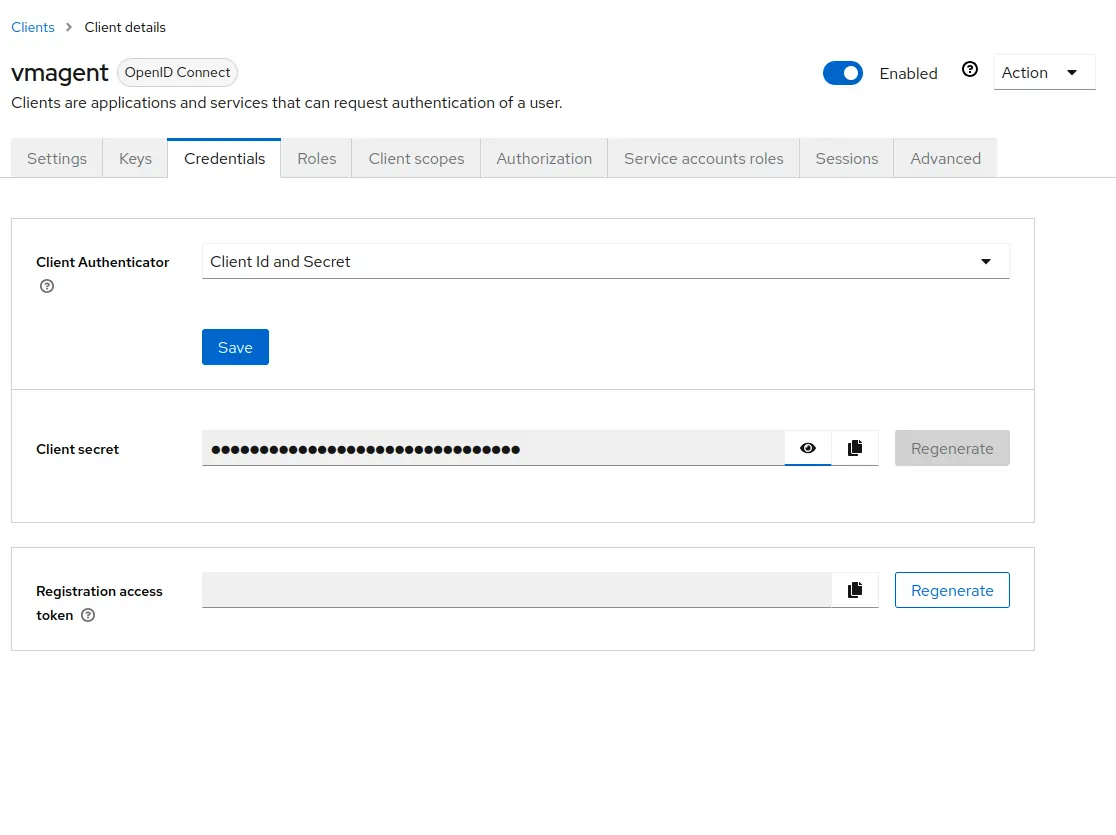 Clients > Client details
vmagent OpenID Connect Enabled Action
Clients are applications and services that can request authentication of a user.
Settings Keys Credentials Roles Client scopes Authorization Service accounts roles Sessions Advanced
Client Authenticator Client Id and Secret
Save
Client secret ●●●●●●●●●●●●●●●●●●●●●●●●●●●●●●●● Regenerate
Registration access Regenerate
token